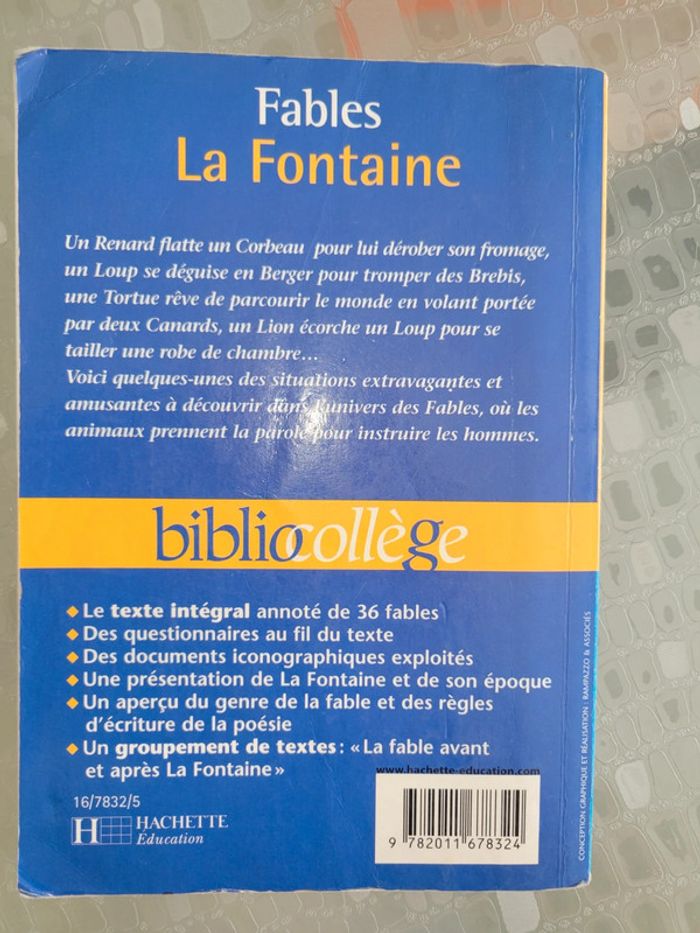 Fables
La Fontaine
Un Renard flatte un Corbeau pour lui dérober son fromage,
un Loup se déguise en Berger pour tromper des Brebis,
une Tortue rêve de parcourir le monde en volant portée
par deux Canards, un Lion écorche un Loup pour se
tailler une robe de chambre...
Voici quelques-unes des situations extravagantes et
amusantes à découvrir dans l'univers des Fables, où les
animaux prennent la parole pour instruire les hommes.
bibliocollège
◆ Le texte intégral annoté de 36 fables
◆ Des questionnaires au fil du texte
◆ Des documents iconographiques exploités
◆ Une présentation de La Fontaine et de son époque
◆ Un aperçu du genre de la fable et des règles
d'écriture de la poésie
◆ Un groupement de textes : « La fable avant
et après La Fontaine »
www.hachette-education.com
16/7832/5
H HACHETTE
Éducation
9 782011 678324
CONCEPTION GRAPHIQUE ET RÉALISATION : RAMPAZZO & ASSOCIÉS